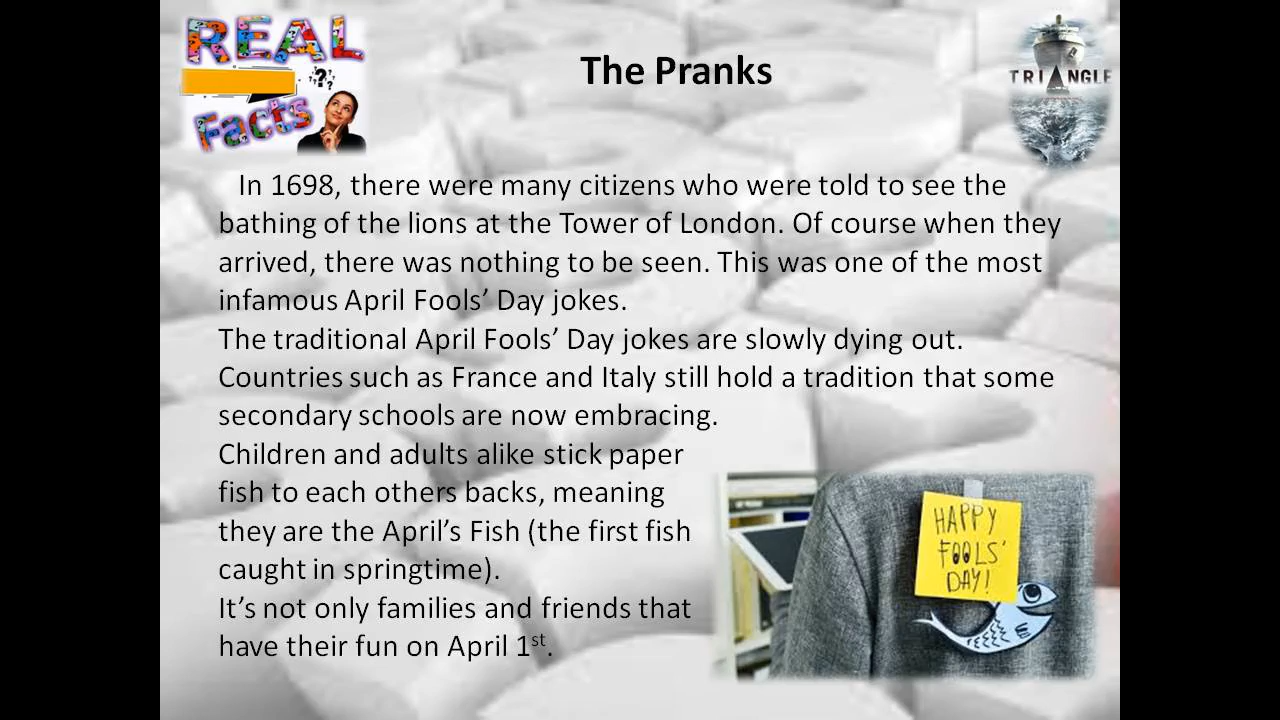 REAL
Facts
TRIANGLE
The Pranks
In 1698, there were many citizens who were told to see the
bathing of the lions at the Tower of London. Of course when they
arrived, there was nothing to be seen. This was one of the most
infamous April Fools’ Day jokes.
The traditional April Fools’ Day jokes are slowly dying out.
Countries such as France and Italy still hold a tradition that some
secondary schools are now embracing.
Children and adults alike stick paper
fish to each others backs, meaning
they are the April’s Fish (the first fish
caught in springtime).
It’s not only families and friends that
have their fun on April 1st.
HAPPY
FOOLS'
DAY!